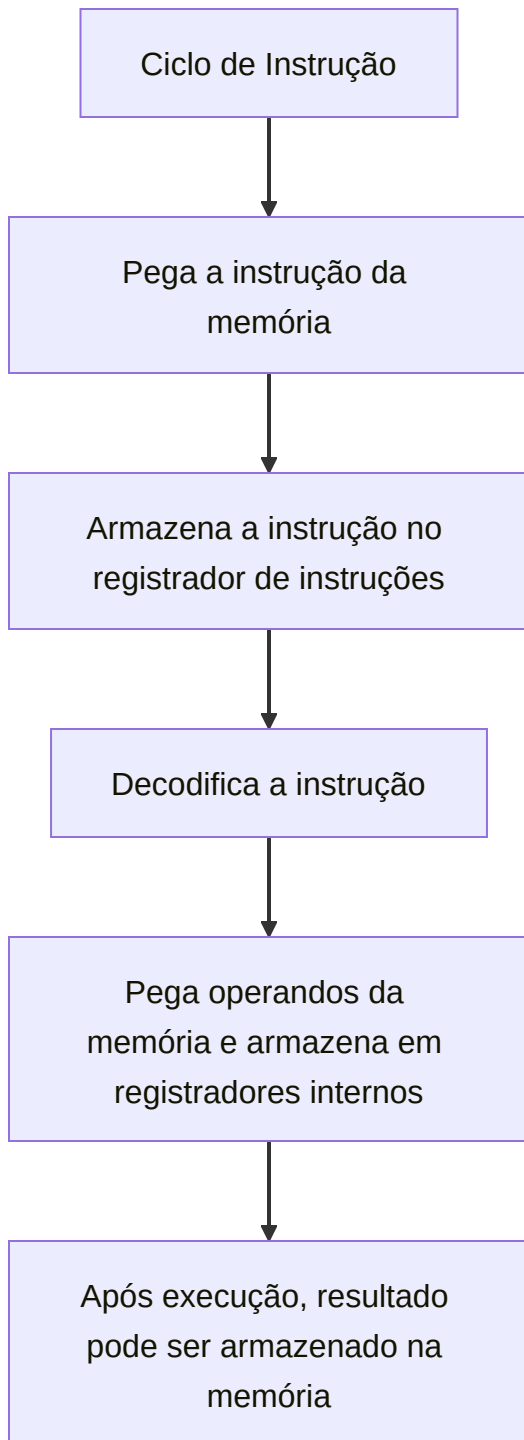 Ciclo de Instrução
Pega a instrução da
memória
Armazena a instrução no
registrador de instruções
Decodifica a instrução
Pega operandos da
memória e armazena em
registradores internos
Após execução, resultado
pode ser armazenado na
memória